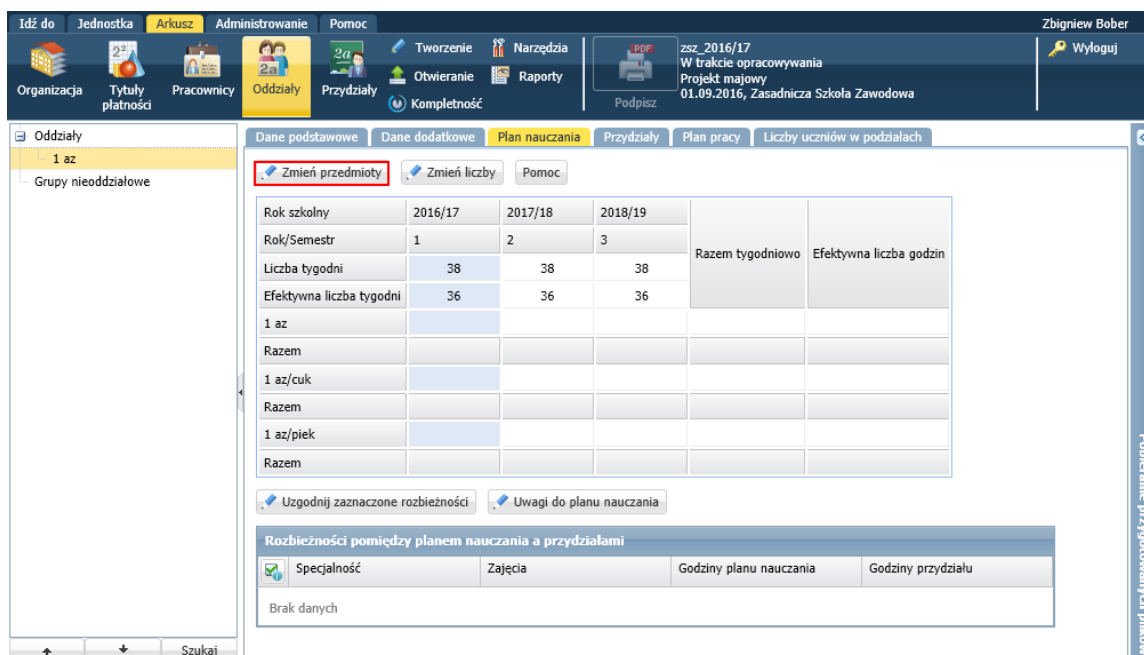 Idź do Jednostka Arkusz Administrowanie Pomoc Zbigniew Bober
Organizacja
Tytuły płatności
Pracownicy
Oddziały
Przydziały
Tworzenie Narzędzia
Otwieranie Raporty
Kompletność
PDF
Podpisz
zsz_2016/17
W trakcie opracowywania
Projekt majowy
01.09.2016, Zasadnicza Szkoła Zawodowa
Wyloguj
Oddziały
1 az
Grupy nieoddziałowe
Szukaj
Dane podstawowe Dane dodatkowe Plan nauczania Przydziały Plan pracy Liczby uczniów w podziałach
Zmień przedmioty Zmień liczby Pomoc
Rok szkolny 2016/17 2017/18 2018/19 Razem tygodniowo Efektywna liczba godzin
Rok/Semestr 1 2 3
Liczba tygodni 38 38 38
Efektywna liczba tygodni 36 36 36
1 az
Razem
1 az/cuk
Razem
1 az/piek
Razem
Uzgodnij zaznaczone rozbieżności Uwagi do planu nauczania
Rozbieżności pomiędzy planem nauczania a przydziałami
Specjalność Zajęcia Godziny planu nauczania Godziny przydziału
Brak danych
Pobieranie przygotowanych plików